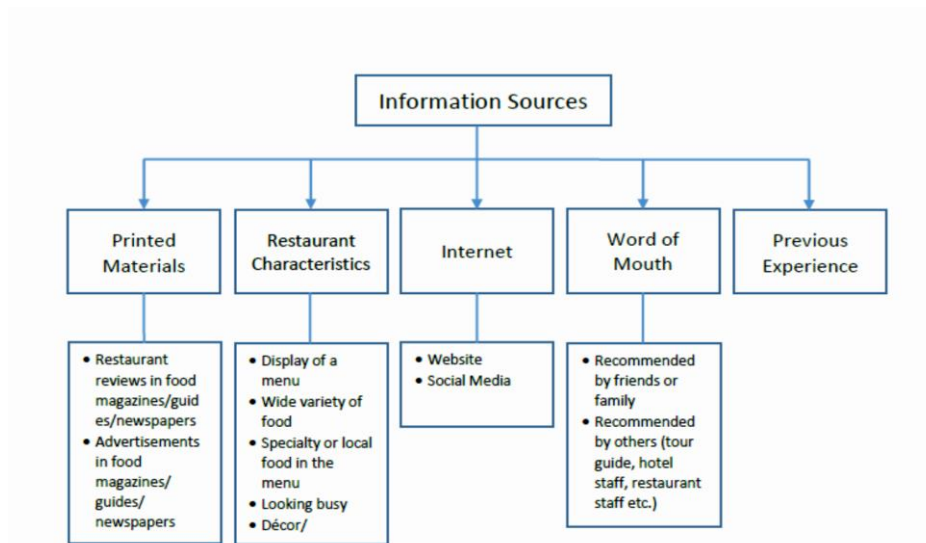 Information Sources
Printed
Materials
Restaurant
Characteristics
Internet
Word of
Mouth
Previous
Experience
• Restaurant
reviews in food
magazines/guid
es/newspapers
• Advertisements
in food
magazines/
guides/
newspapers
• Display of a
menu
• Wide variety of
food
• Specialty or local
food in the
menu
• Looking busy
• Décor/
• Website
• Social Media
• Recommended
by friends or
family
• Recommended
by others (tour
guide, hotel
staff, restaurant
staff etc.)